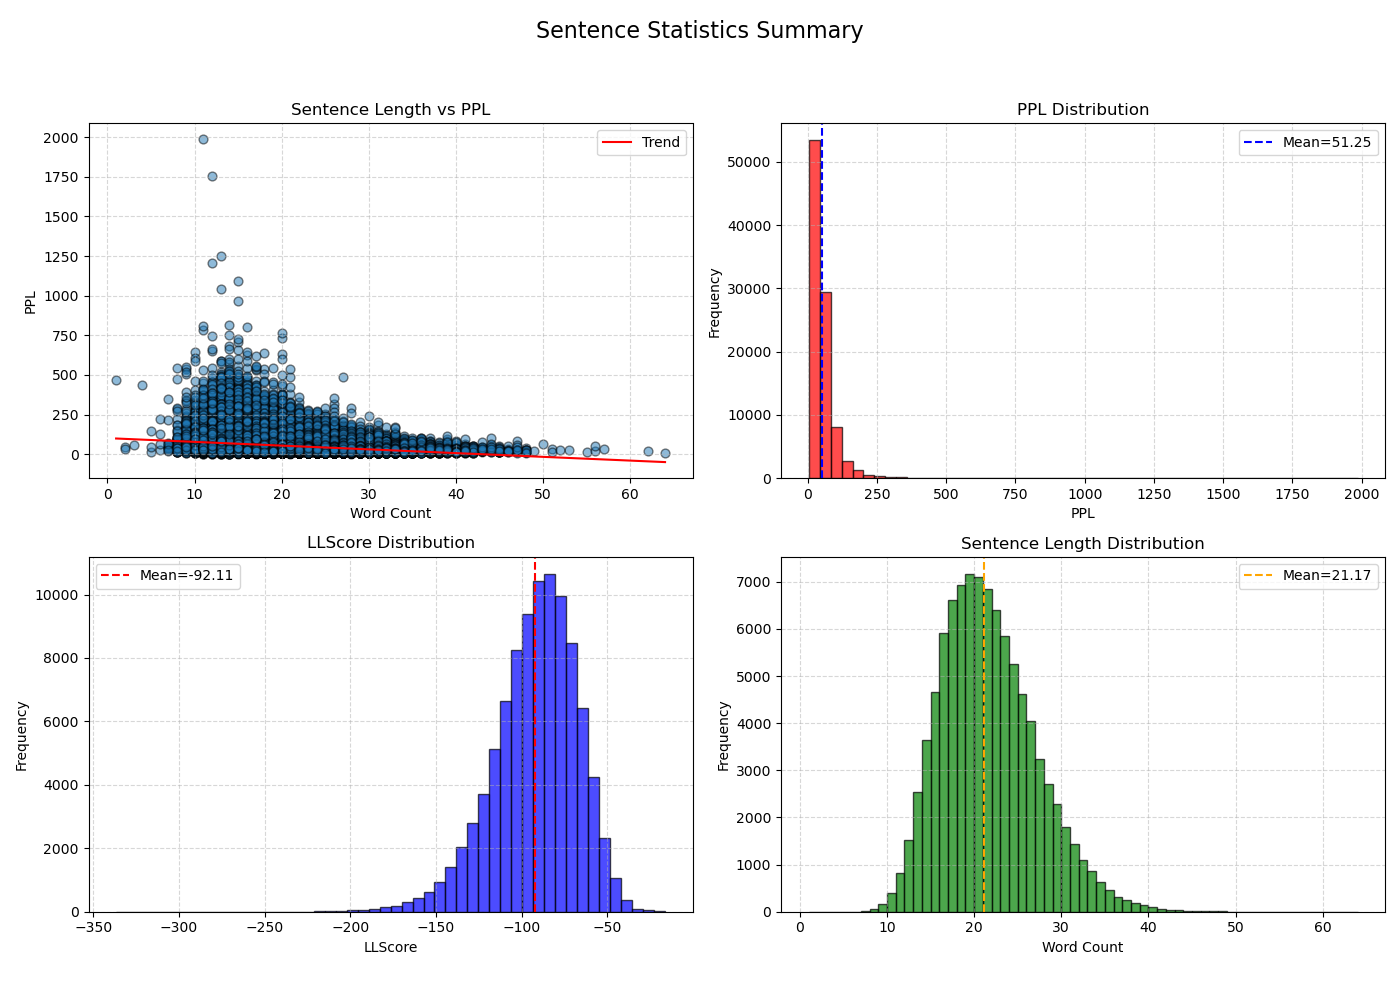 Sentence Statistics Summary
Sentence Length vs PPL
2000
1750
1500
1250
1000
750
500
250
0
PPL
Trend
0 10 20 30 40 50 60
Word Count
PPL Distribution
50000
40000
30000
20000
10000
0
Frequency
Mean=51.25
0 250 500 750 1000 1250 1500 1750 2000
PPL
LLScore Distribution
10000
8000
6000
4000
2000
0
Frequency
Mean=-92.11
−350 −300 −250 −200 −150 −100 −50
LLScore
Sentence Length Distribution
7000
6000
5000
4000
3000
2000
1000
0
Frequency
Mean=21.17
0 10 20 30 40 50 60
Word Count